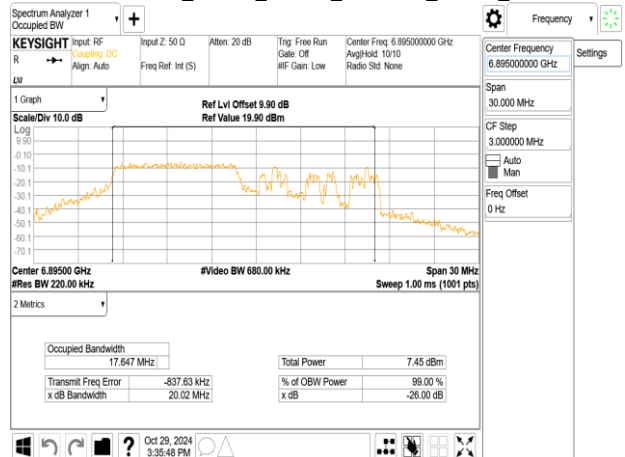 Spectrum Analyzer 1
Occupied BW
Frequency
KEYSIGHT
R
LXI
Input: RF
Coupling: DC
Align: Auto
Input Z: 50 Ω
Freq Ref: Int (S)
Atten: 20 dB
Trig: Free Run
Gate: Off
#IF Gain: Low
Center Freq: 6.895000000 GHz
Avg|Hold: 10/10
Radio Std: None
Center Frequency
6.895000000 GHz
Settings
Span
30.000 MHz
CF Step
3.000000 MHz
Auto
Man
Freq Offset
0 Hz
1 Graph
Scale/Div 10.0 dB
Ref Lvl Offset 9.90 dB
Ref Value 19.90 dBm
Log
9.90
-0.10
-10.1
-20.1
-30.1
-40.1
-50.1
-60.1
-70.1
Center 6.89500 GHz
#Res BW 220.00 kHz
#Video BW 680.00 kHz
Span 30 MHz
Sweep 1.00 ms (1001 pts)
2 Metrics
Occupied Bandwidth
17.647 MHz
Transmit Freq Error -837.63 kHz
x dB Bandwidth 20.02 MHz
Total Power 7.45 dBm
% of OBW Power 99.00 %
x dB -26.00 dB
?
Oct 29, 2024
3:35:48 PM